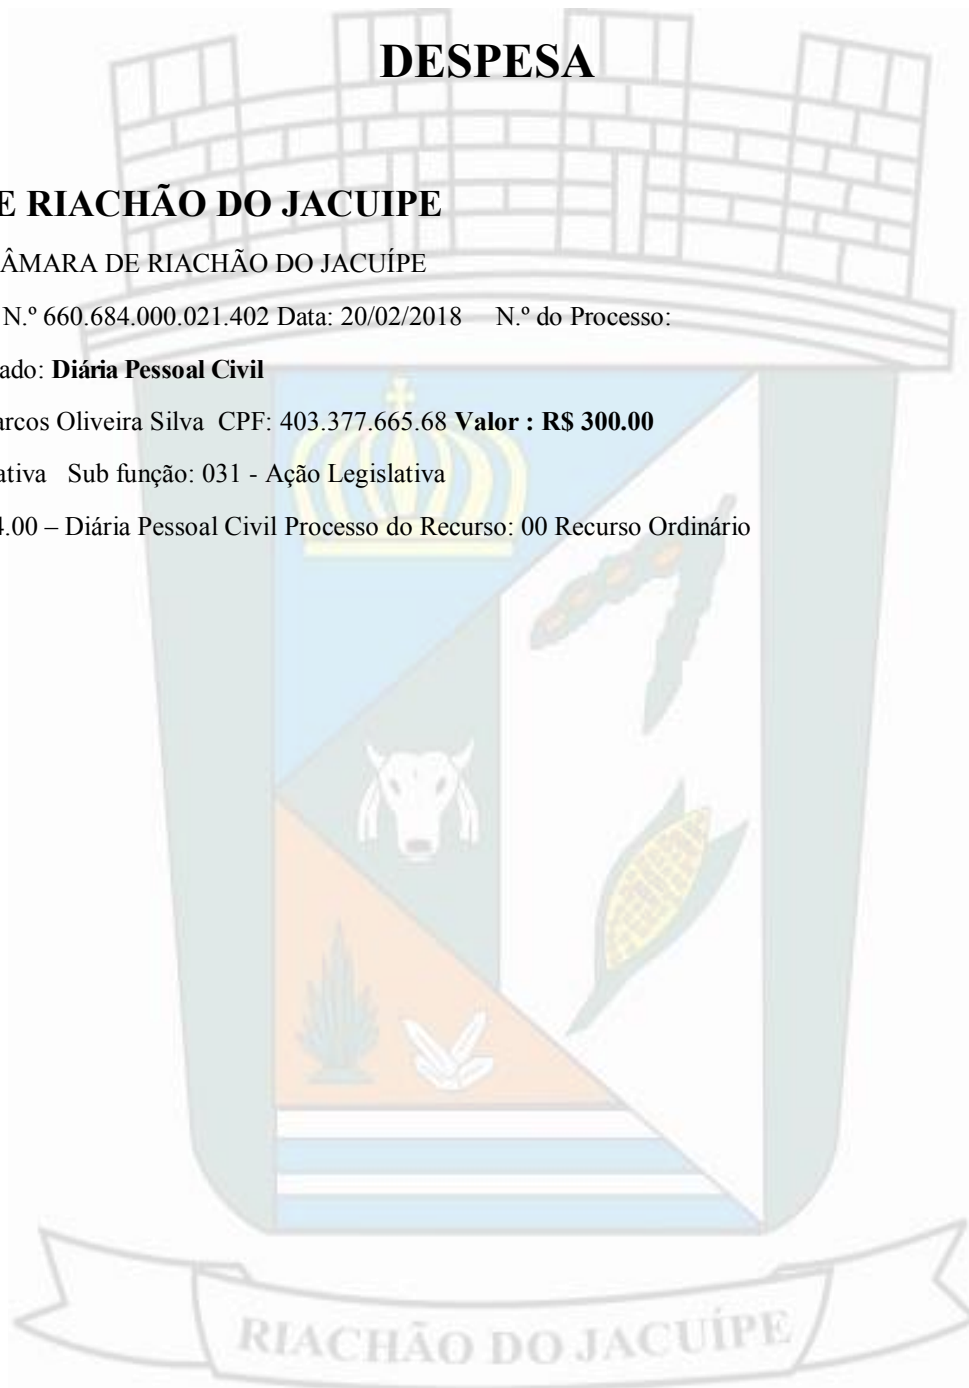 DESPESA
E RIACHÃO DO JACUIPE
ÂMARA DE RIACHÃO DO JACUÍPE
N.º 660.684.000.021.402 Data: 20/02/2018 N.º do Processo:
ado: Diária Pessoal Civil
arcos Oliveira Silva CPF: 403.377.665.68 Valor : R$ 300.00
ativa Sub função: 031 - Ação Legislativa
4.00 – Diária Pessoal Civil Processo do Recurso: 00 Recurso Ordinário
RIACHÃO DO JACUÍPE